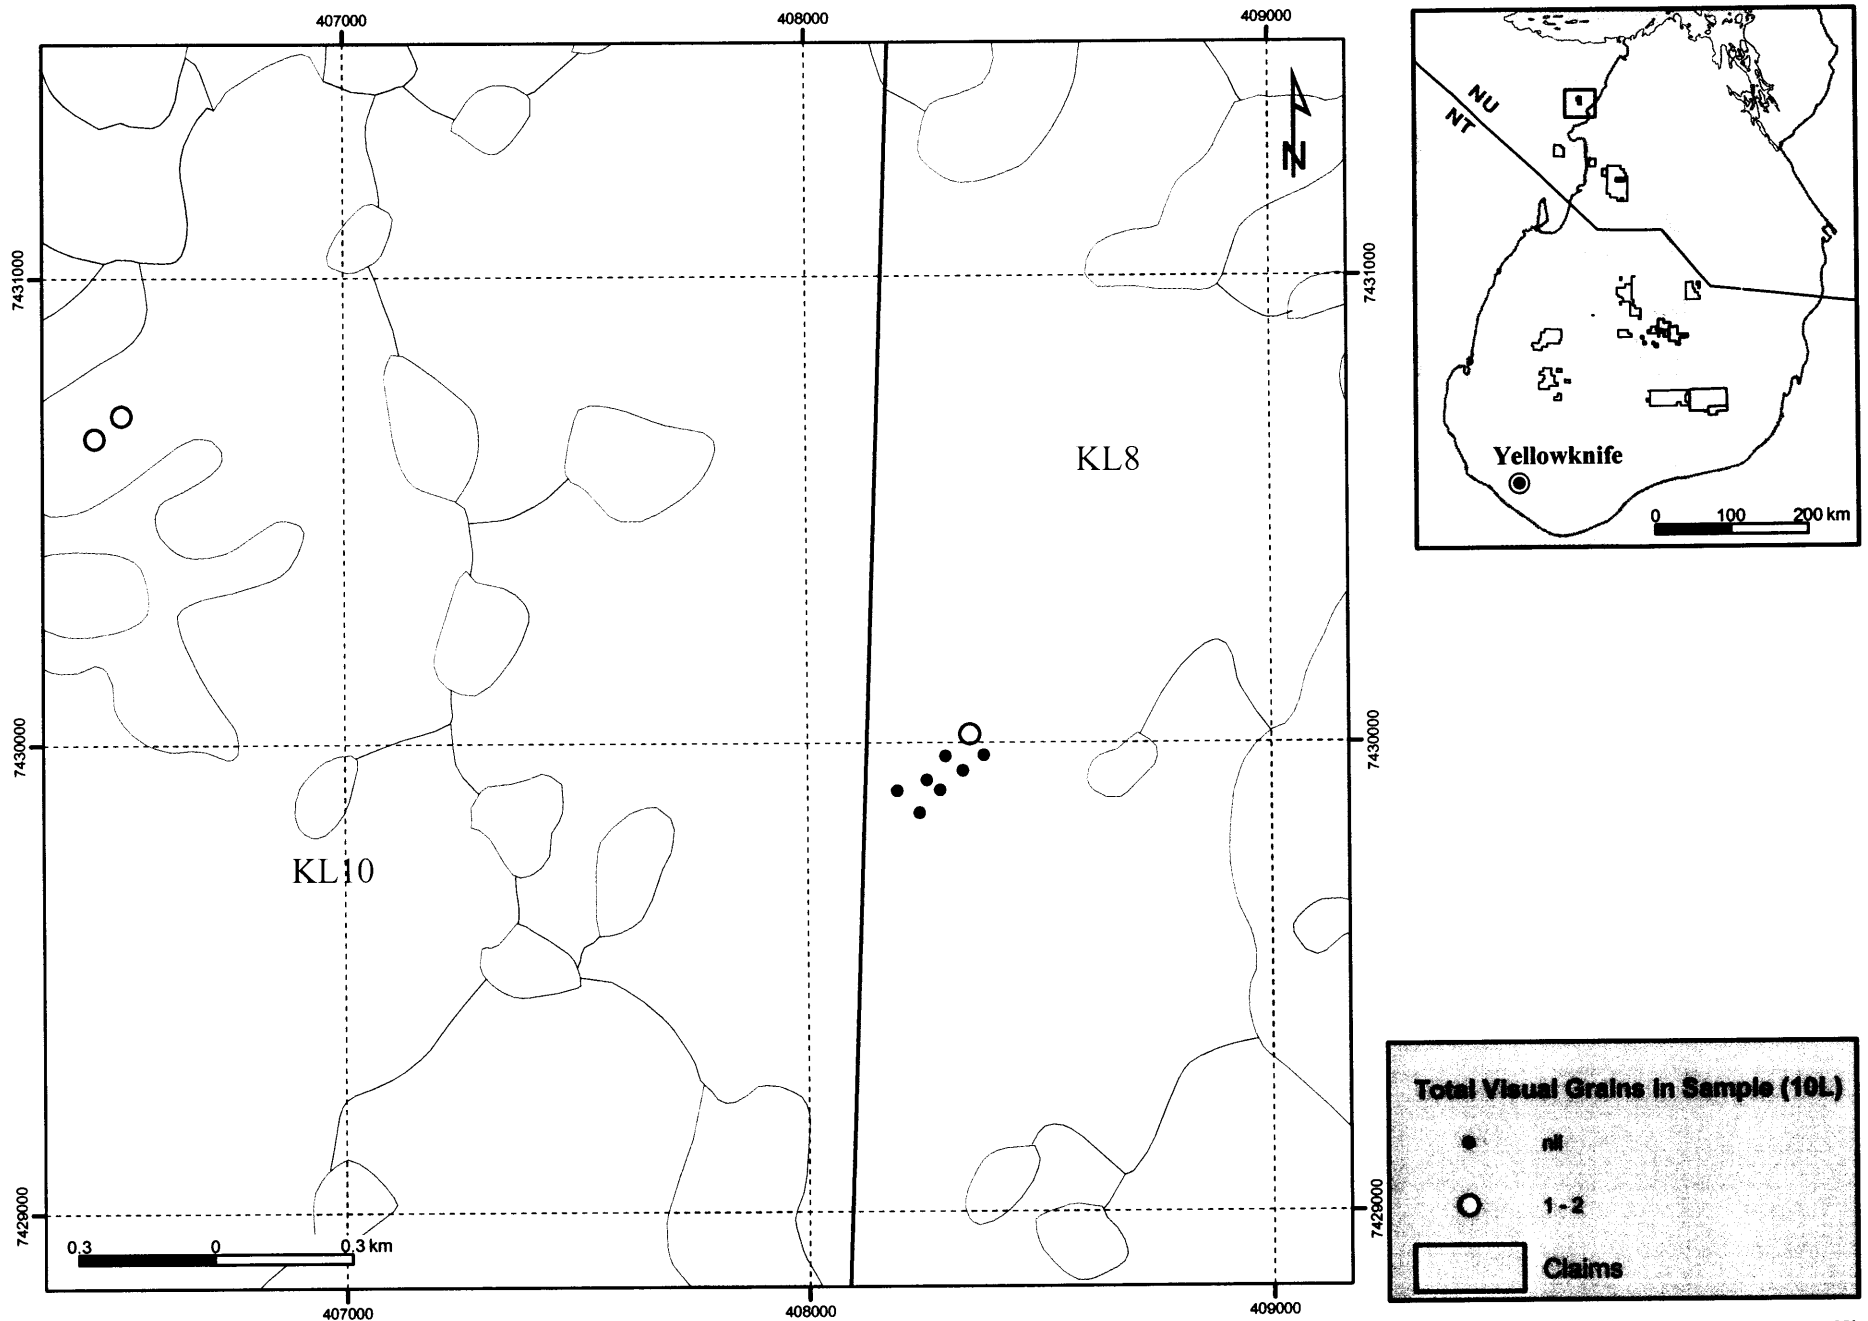 407000
408000
409000
7431000
7431000
NU
NT
Yellowknife
0 100 200 km
KL8
7430000
7430000
KL10
7429000
7429000
0.3 0 0.3 km
407000
408000
409000
N
Total Visual Grains in Sample (10L)
nil
1 - 2
Claims